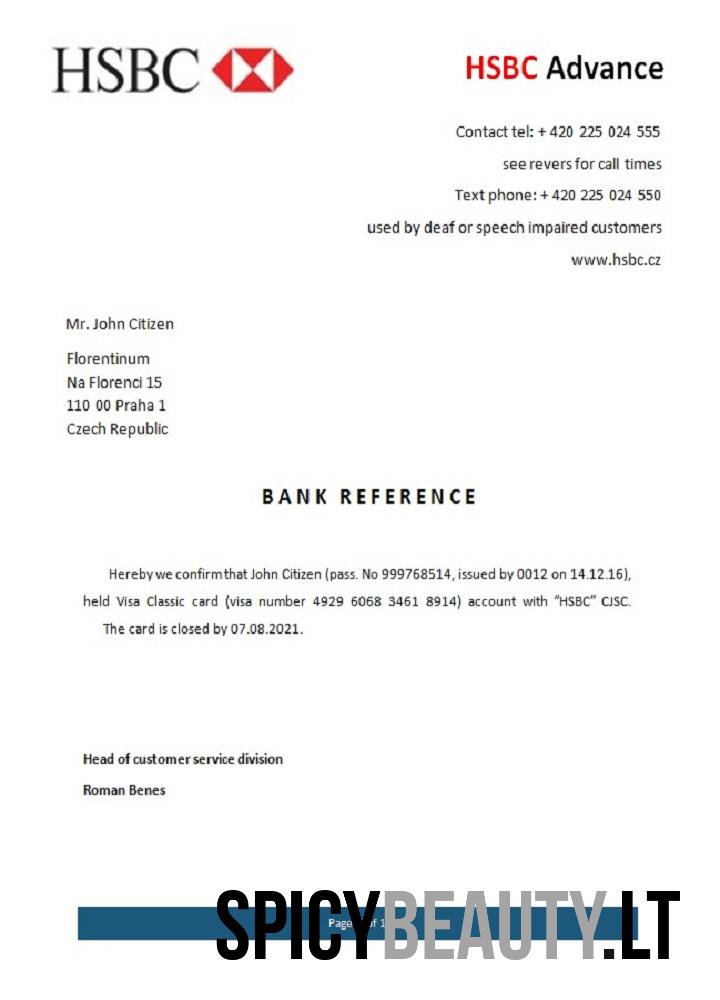 HSBC
HSBC Advance
Contact tel: + 420 225 024 555
see revers for call times
Text phone: + 420 225 024 550
used by deaf or speech impaired customers
www.hsbc.cz
Mr. John Citizen
Florentinum
Na Florenci 15
110 00 Praha 1
Czech Republic
BANK REFERENCE
Hereby we confirm that John Citizen (pass. No 999768514, issued by 0012 on 14.12.16),
held Visa Classic card (visa number 4929 6068 3461 8914) account with “HSBC” CJSC.
The card is closed by 07.08.2021.
Head of customer service division
Roman Benes
Page of 1
SPICYBEAUTY.LT